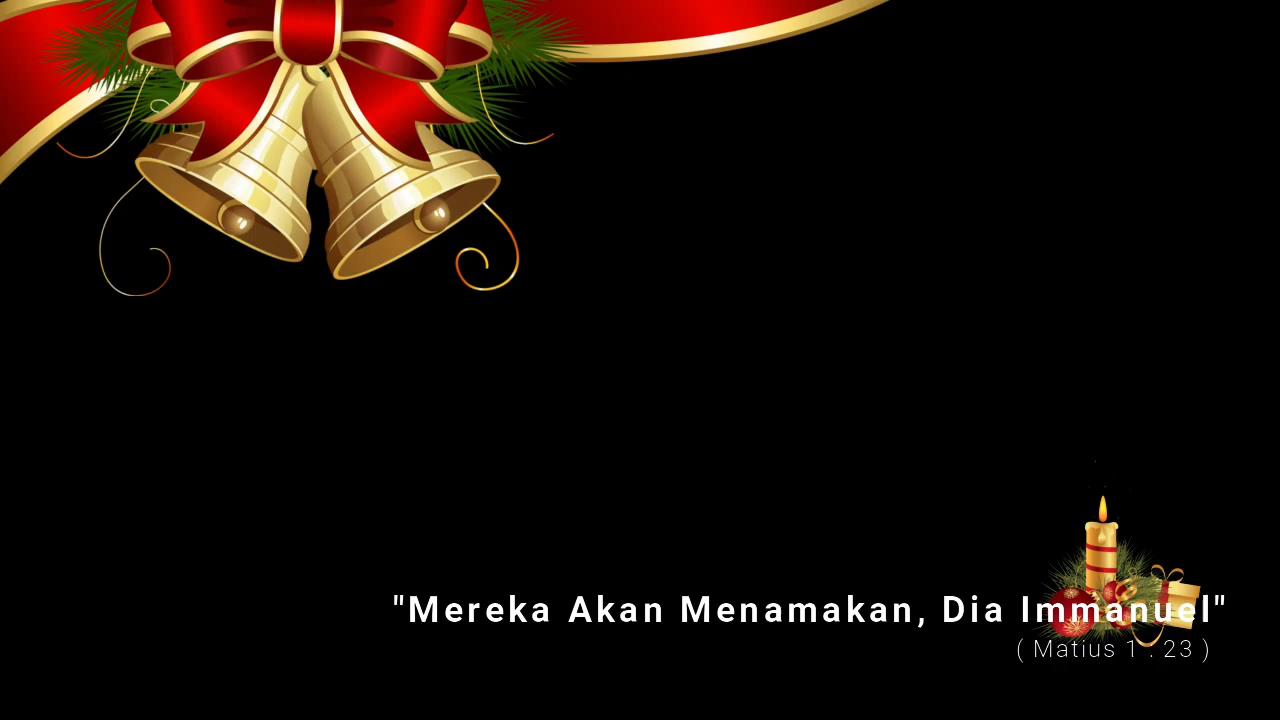 "Mereka Akan Menamakan, Dia Immanuel"
( Matius 1 : 23 )